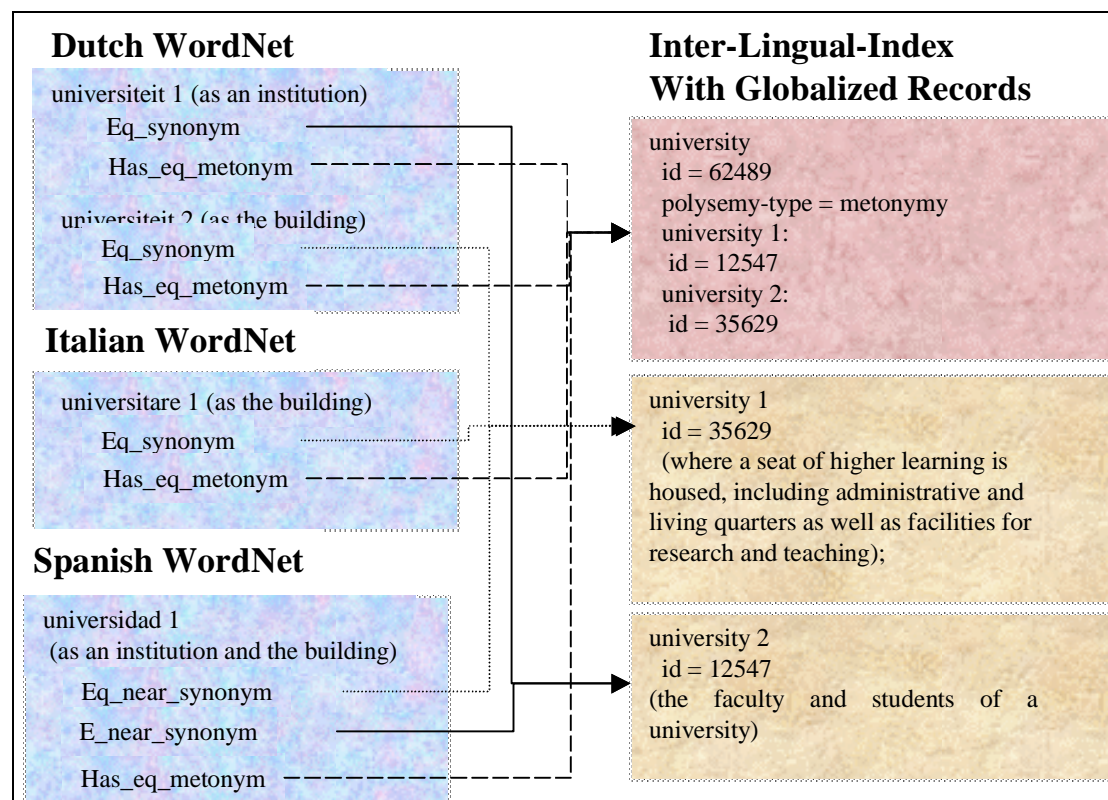 Dutch WordNet
universiteit 1 (as an institution)
Eq_synonym
Has_eq_metonym
universiteit 2 (as the building)
Eq_synonym
Has_eq_metonym
Italian WordNet
universitare 1 (as the building)
Eq_synonym
Has_eq_metonym
Spanish WordNet
universidad 1
(as an institution and the building)
Eq_near_synonym
E_near_synonym
Has_eq_metonym
Inter-Lingual-Index
With Globalized Records
university
id = 62489
polysemy-type = metonymy
university 1:
id = 12547
university 2:
id = 35629
university 1
id = 35629
(where a seat of higher learning is
housed, including administrative and
living quarters as well as facilities for
research and teaching);
university 2
id = 12547
(the faculty and students of a
university)